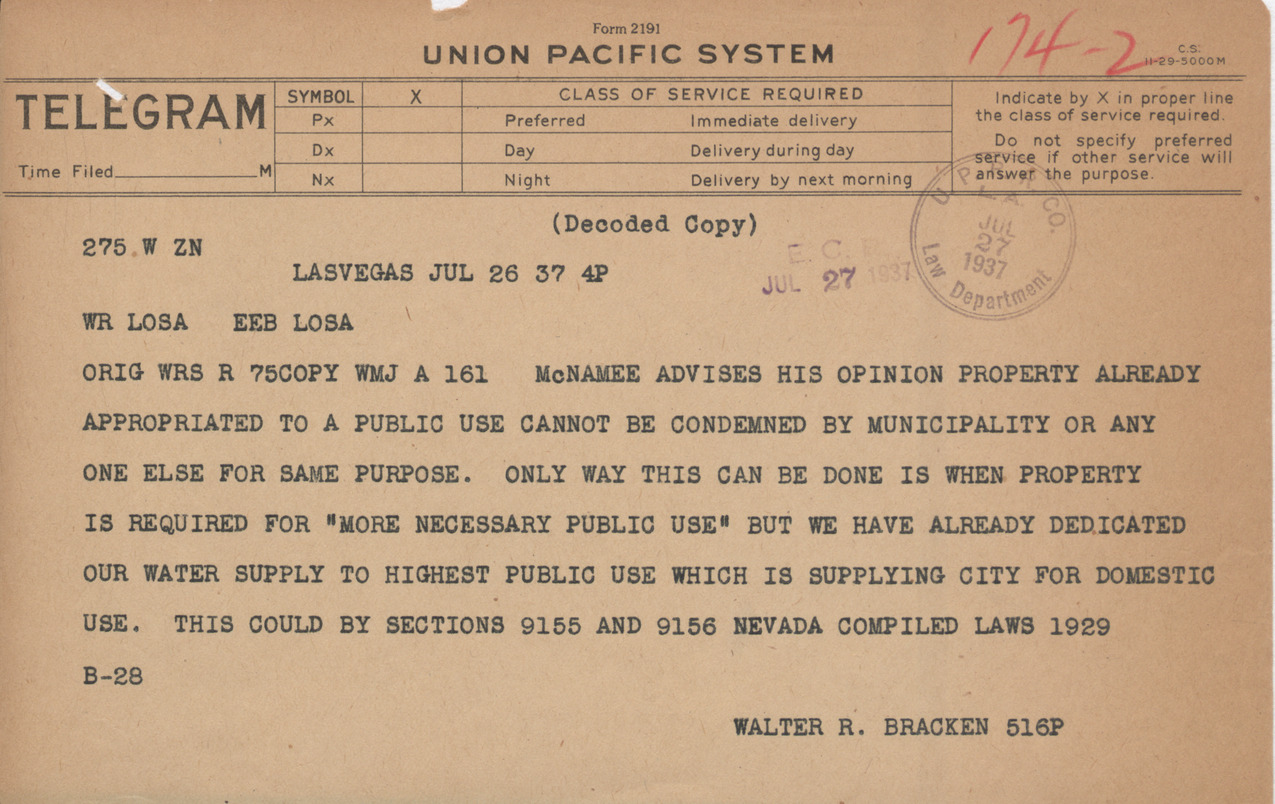 Form 2191
UNION PACIFIC SYSTEM
174-2
C.S.
11-29-5000M
TELEGRAM
Time Filed M
SYMBOL X CLASS OF SERVICE REQUIRED
Px Preferred Immediate delivery
Dx Day Delivery during day
Nx Night Delivery by next morning
Indicate by X in proper line
the class of service required.
Do not specify preferred
service if other service will
answer the purpose.
(Decoded Copy)
275 W ZN
LASVEGAS JUL 26 37 4P
E. C.
JUL 27 1937
CO.
JUL
27
1937
Law Department
WR LOSA EEB LOSA
ORIG WRS R 75COPY WMJ A 161 McNAMEE ADVISES HIS OPINION PROPERTY ALREADY
APPROPRIATED TO A PUBLIC USE CANNOT BE CONDEMNED BY MUNICIPALITY OR ANY
ONE ELSE FOR SAME PURPOSE. ONLY WAY THIS CAN BE DONE IS WHEN PROPERTY
IS REQUIRED FOR "MORE NECESSARY PUBLIC USE" BUT WE HAVE ALREADY DEDICATED
OUR WATER SUPPLY TO HIGHEST PUBLIC USE WHICH IS SUPPLYING CITY FOR DOMESTIC
USE. THIS COULD BY SECTIONS 9155 AND 9156 NEVADA COMPILED LAWS 1929
B-28
WALTER R. BRACKEN 516P